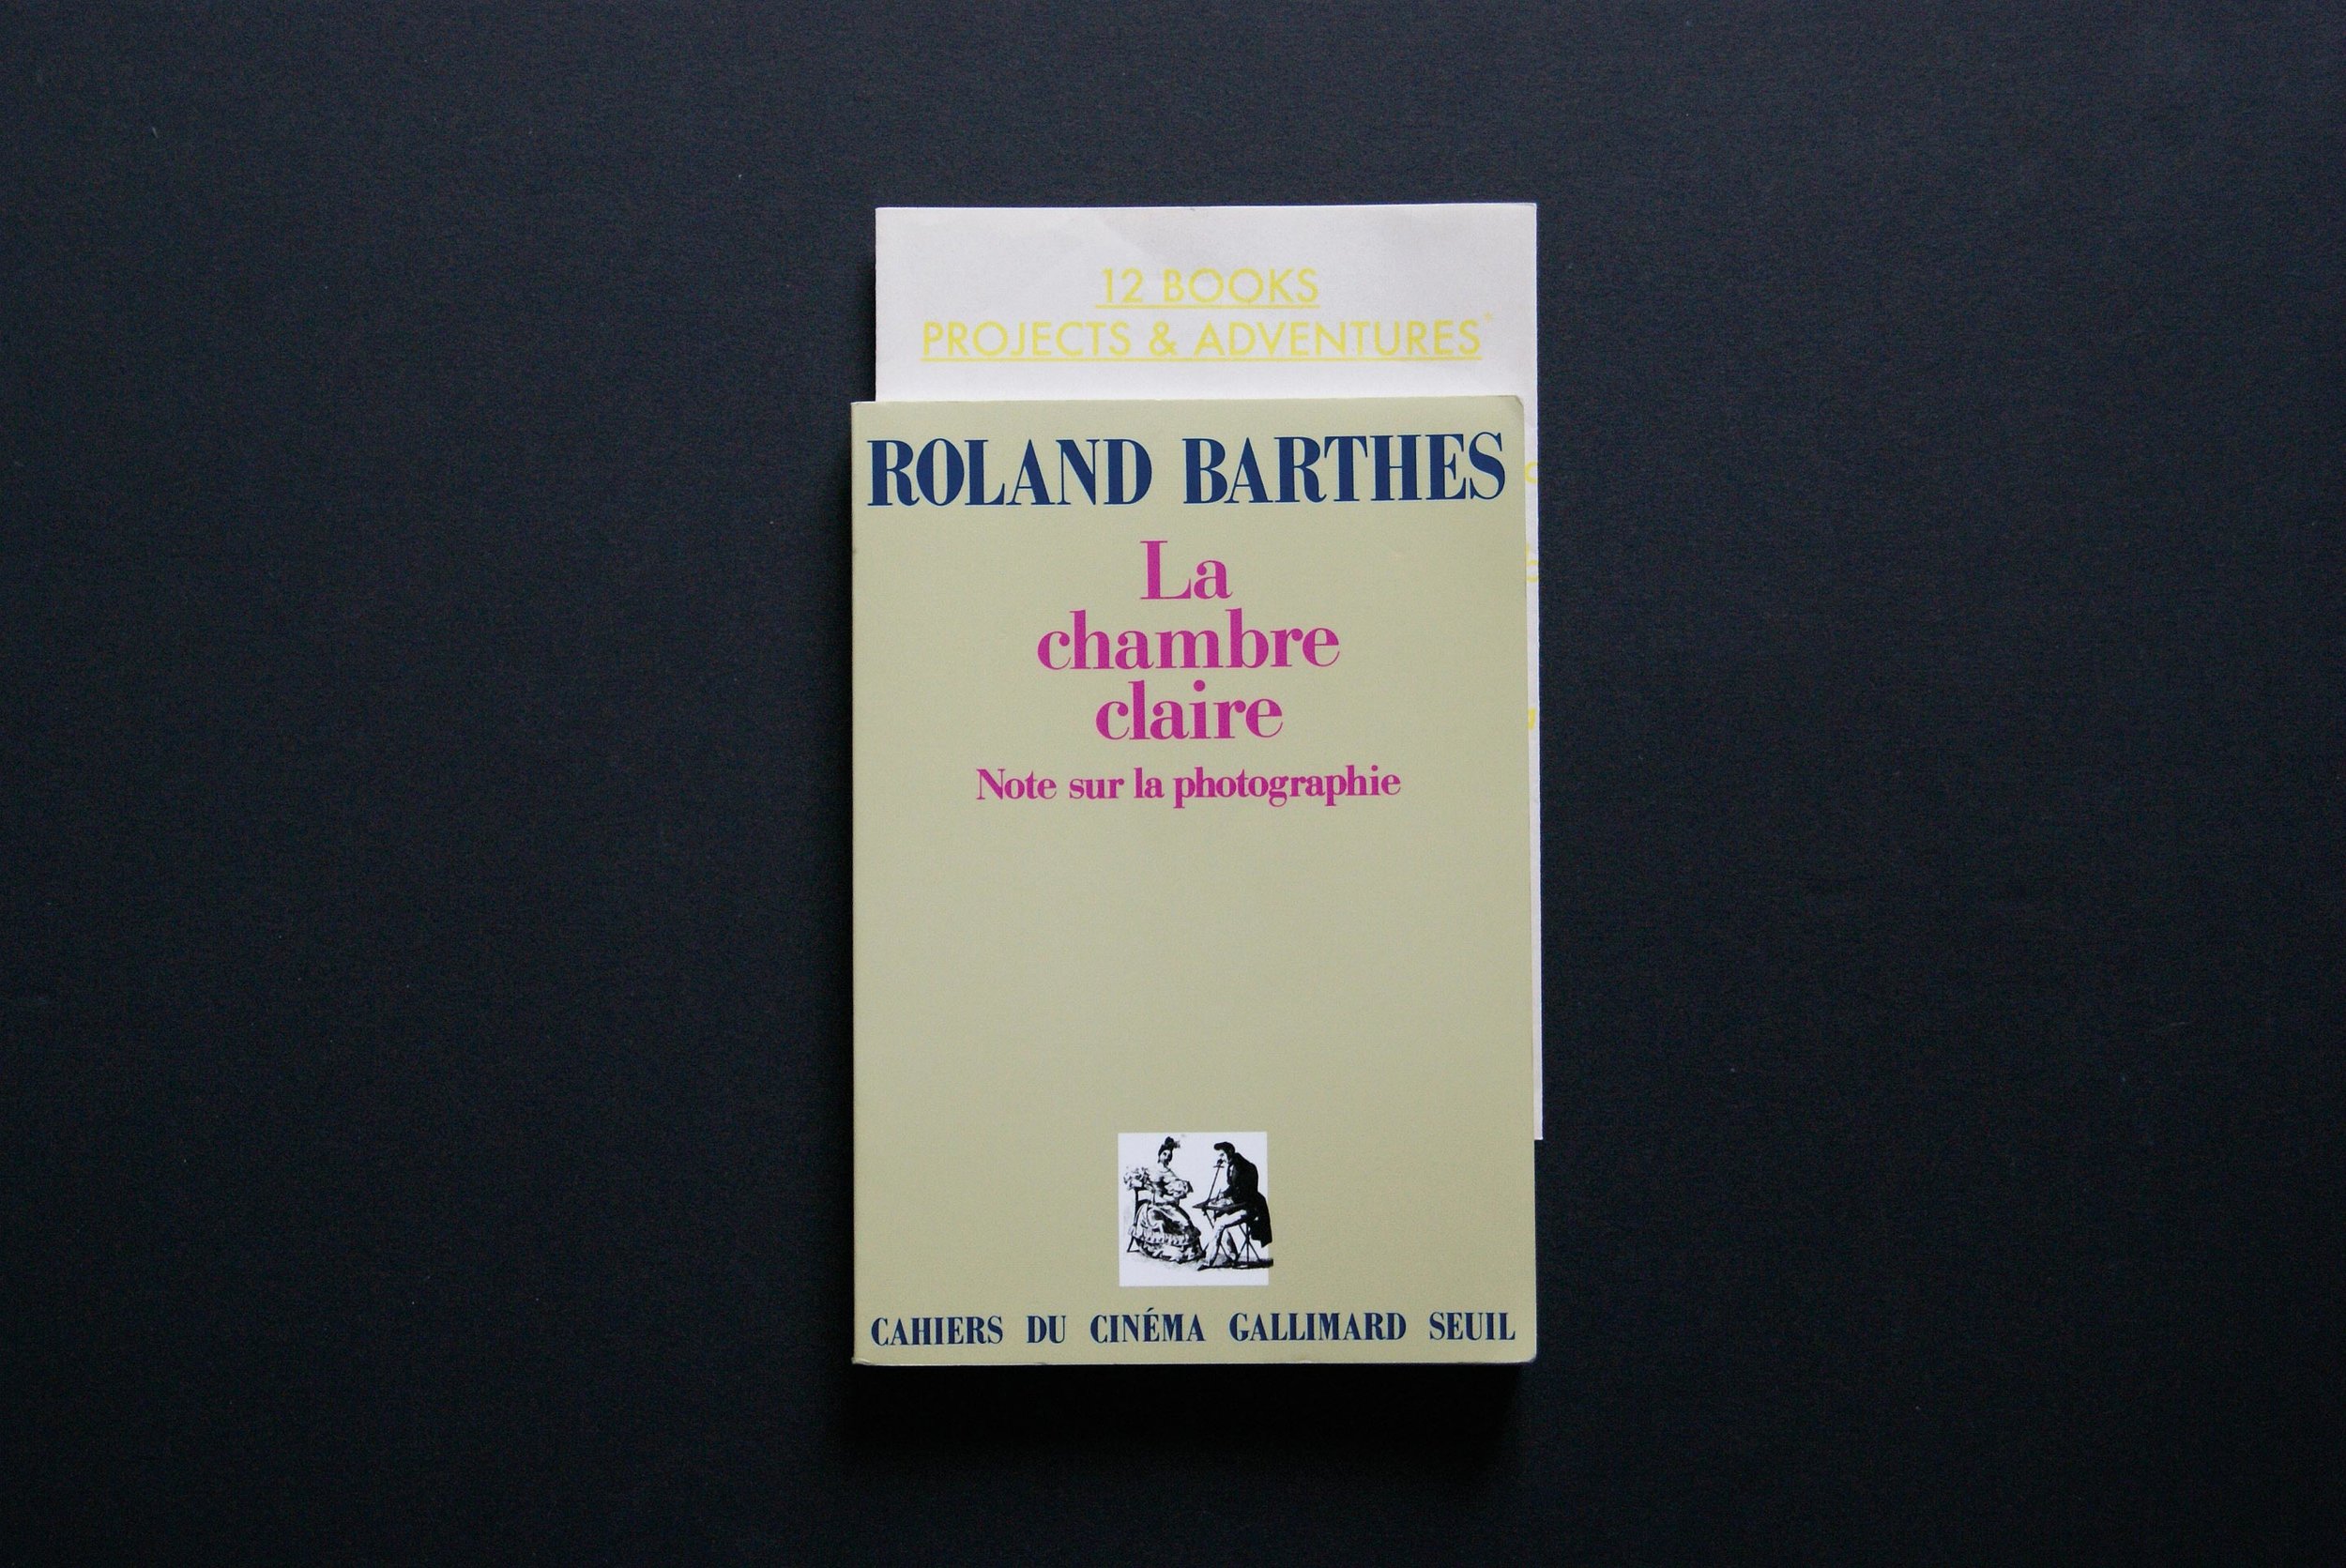 12 BOOKS
PROJECTS & ADVENTURES*
ROLAND BARTHES
La
chambre
claire
Note sur la photographie
CAHIERS DU CINÉMA GALLIMARD SEUIL